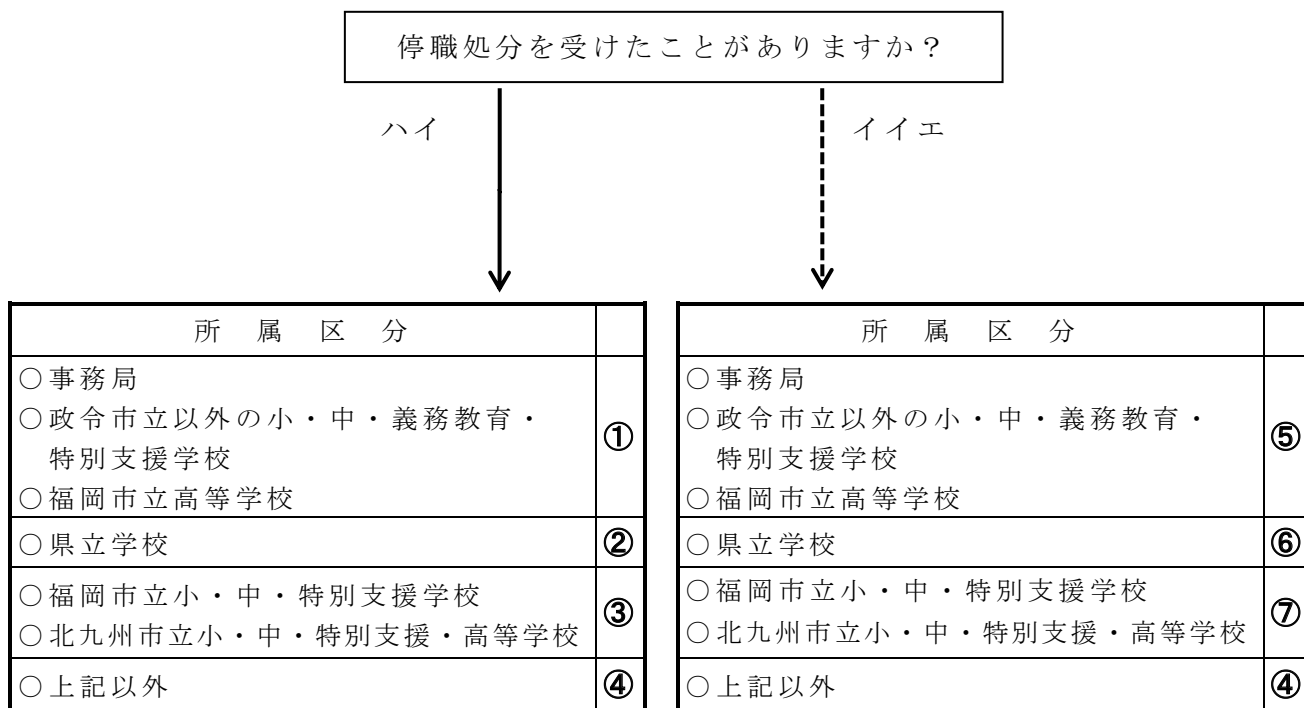 停職処分を受けたことがありますか？
ハイ
イイエ
所属区分
○事務局
○政令市立以外の小・中・義務教育・
特別支援学校
○福岡市立高等学校
①
○県立学校
②
○福岡市立小・中・特別支援学校
○北九州市立小・中・特別支援・高等学校
③
○上記以外
④
所属区分
○事務局
○政令市立以外の小・中・義務教育・
特別支援学校
○福岡市立高等学校
⑤
○県立学校
⑥
○福岡市立小・中・特別支援学校
○北九州市立小・中・特別支援・高等学校
⑦
○上記以外
④